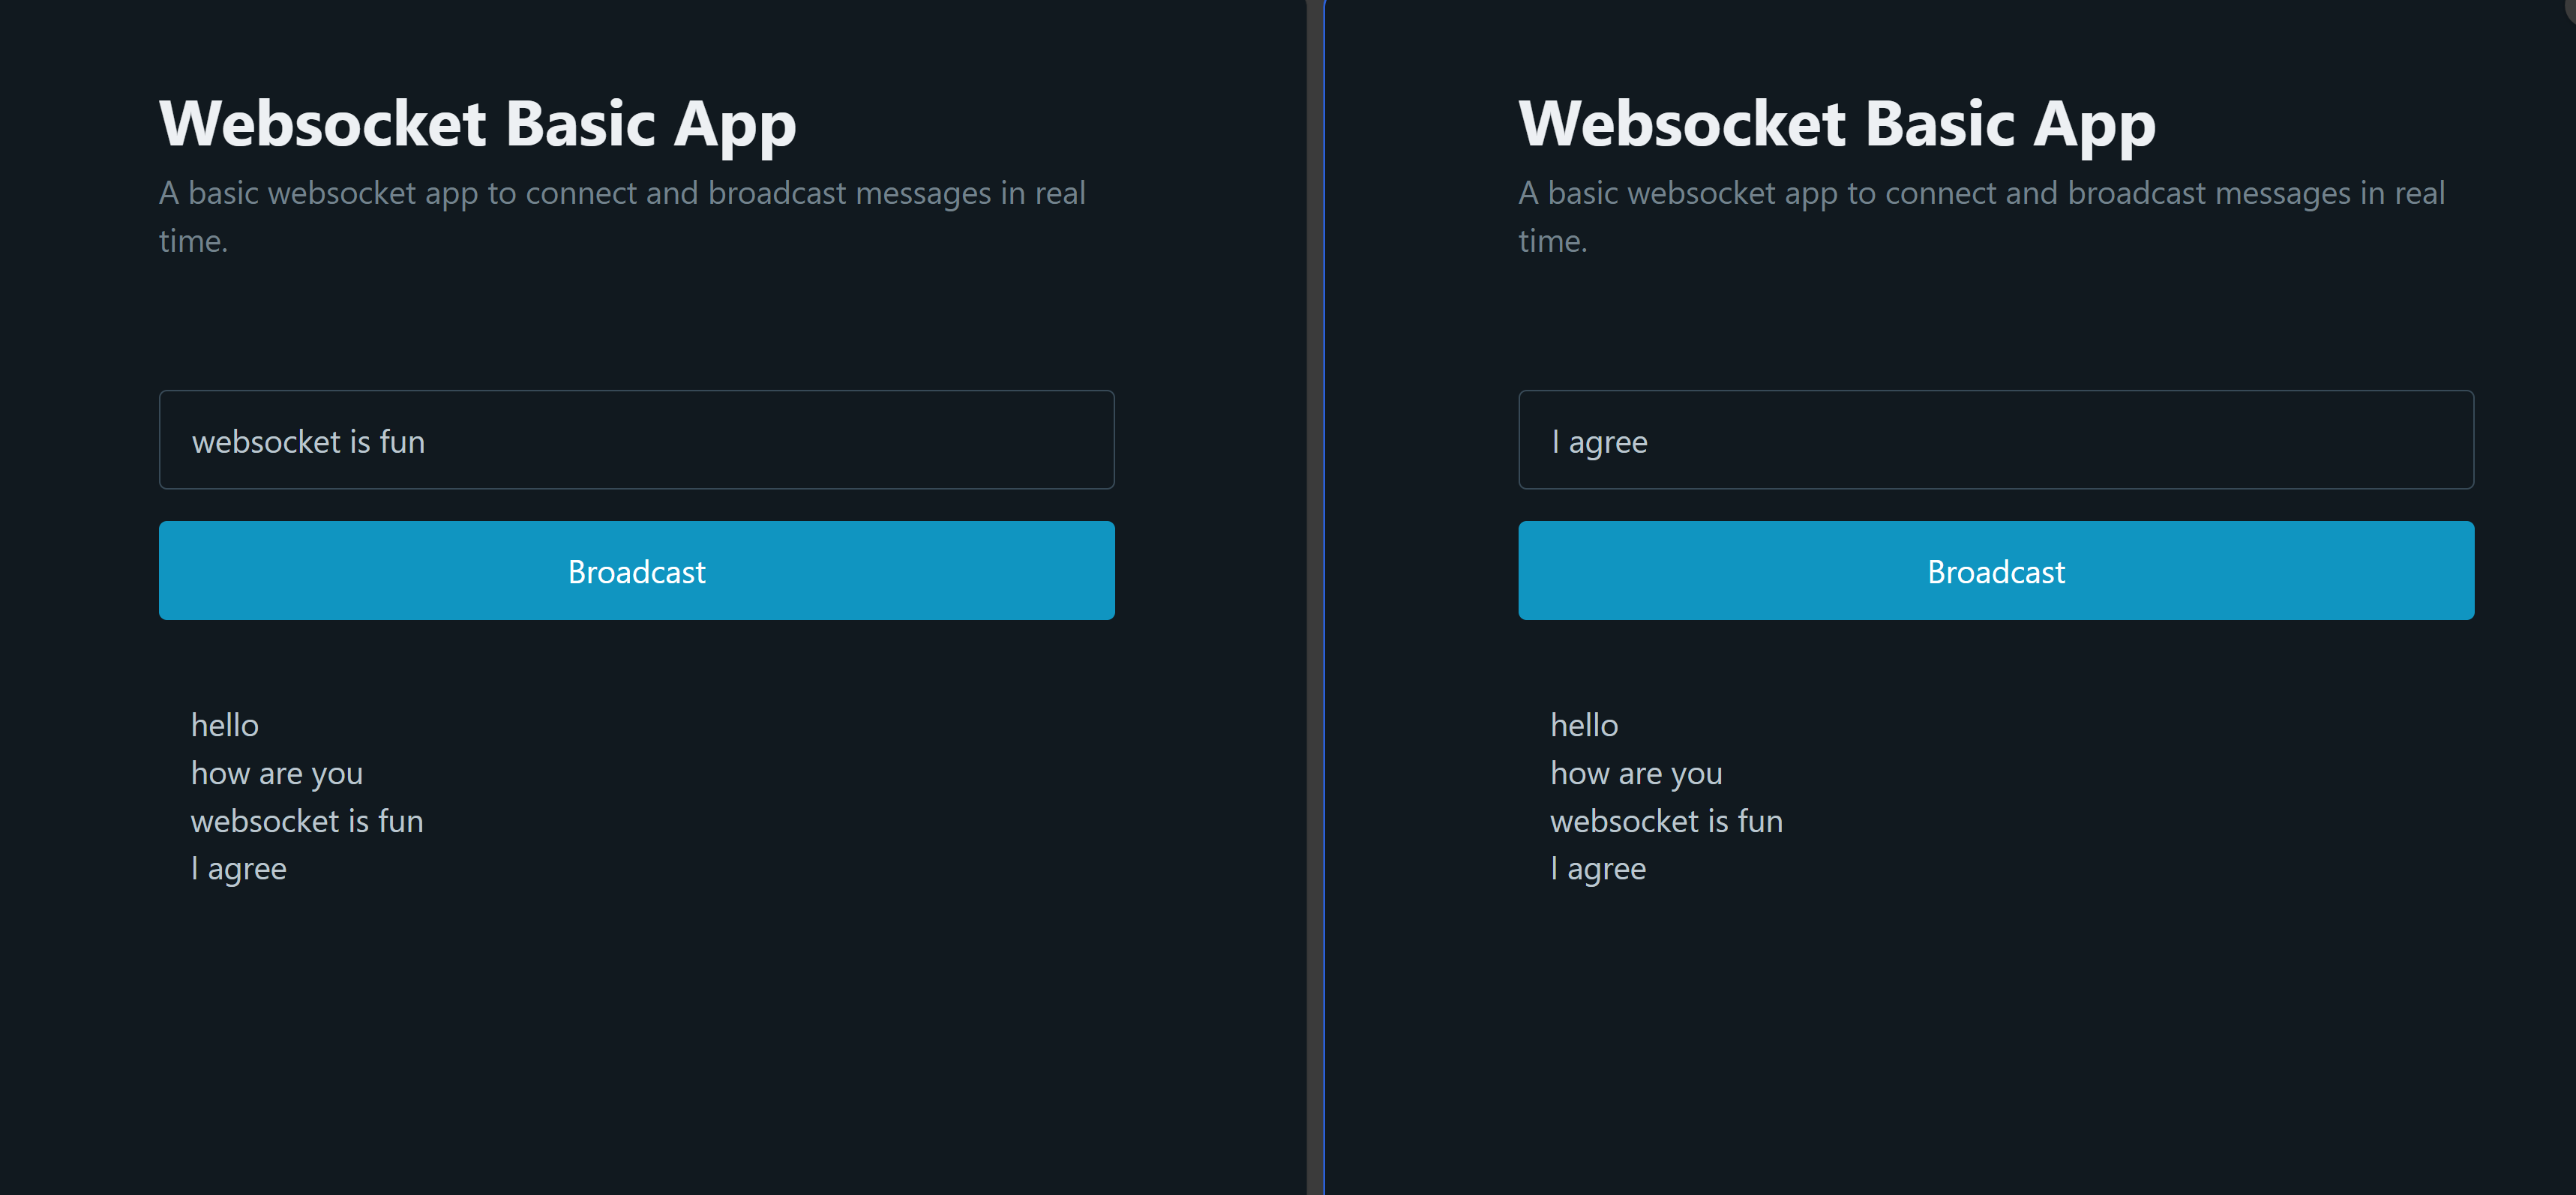 Websocket Basic App
A basic websocket app to connect and broadcast messages in real
time.
websocket is fun
Broadcast
hello
how are you
websocket is fun
I agree
Websocket Basic App
A basic websocket app to connect and broadcast messages in real
time.
I agree
Broadcast
hello
how are you
websocket is fun
I agree